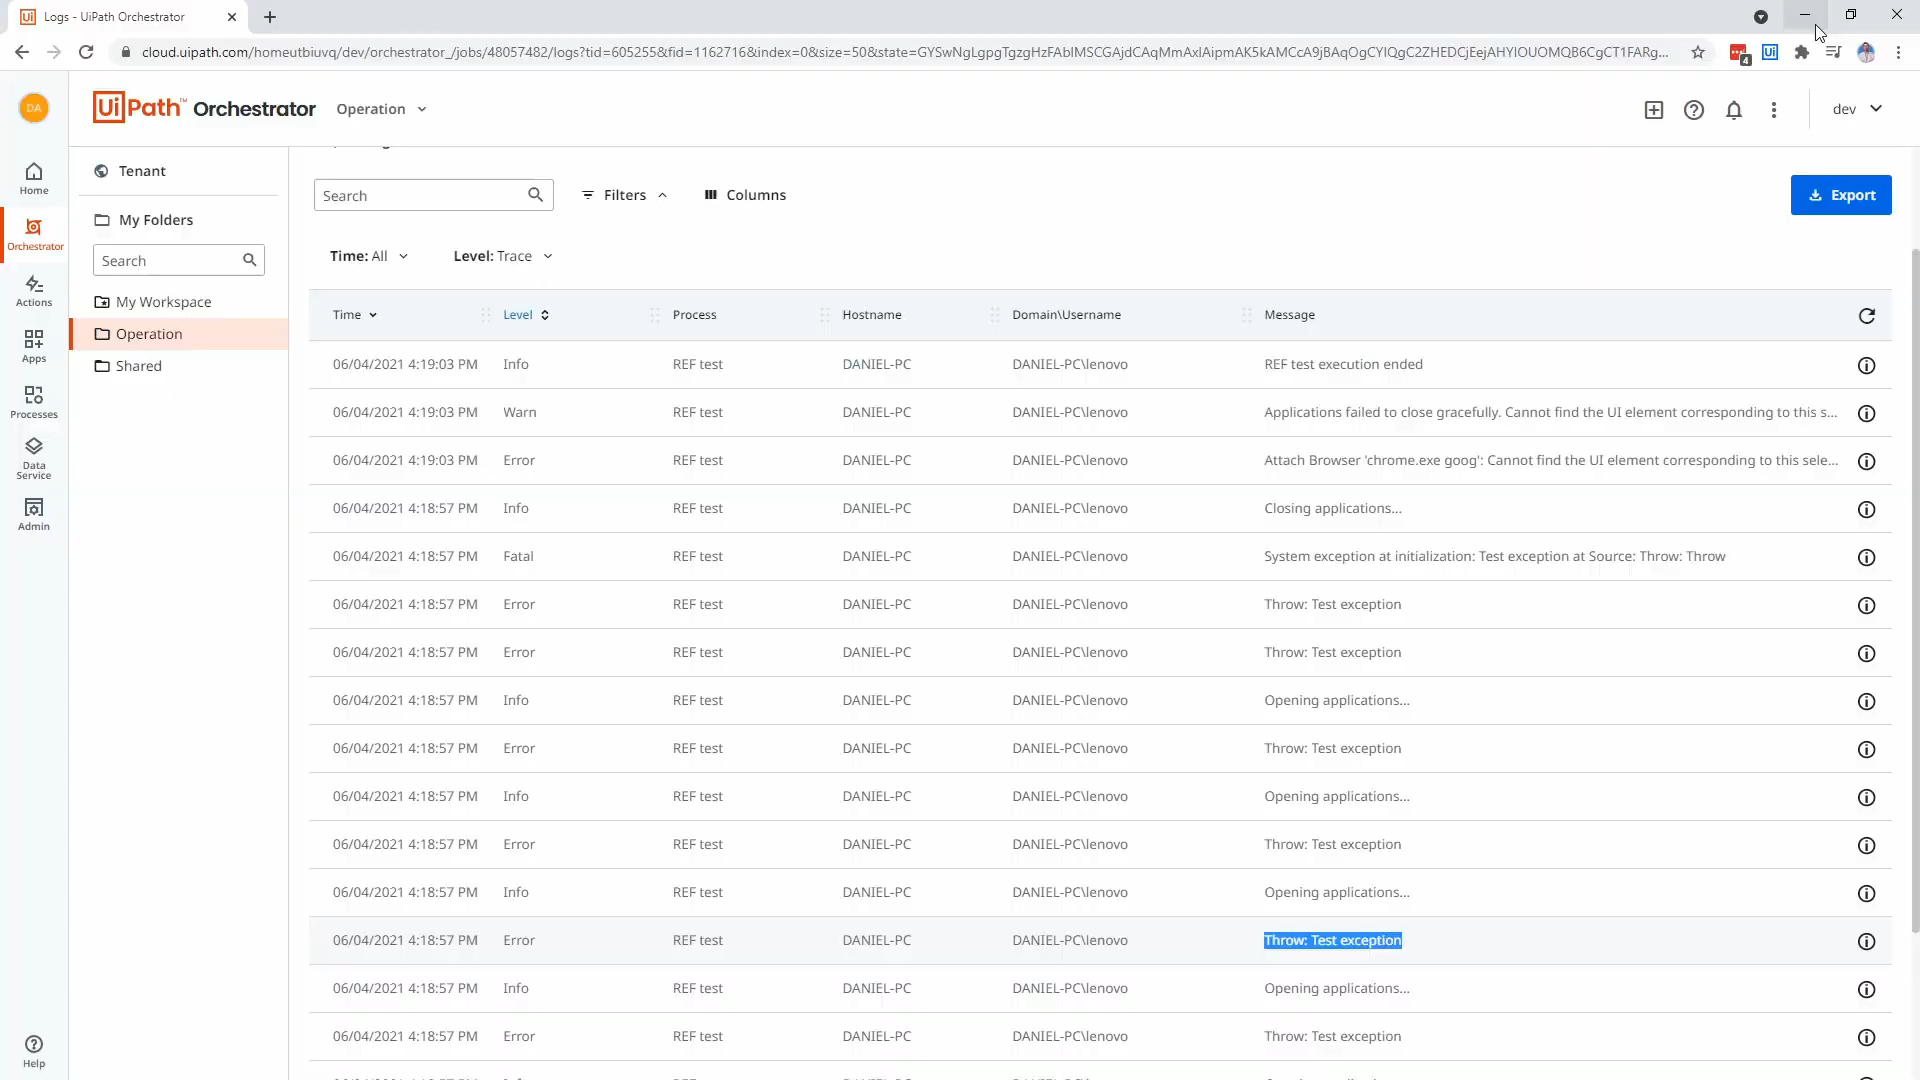 Logs - UiPath Orchestrator
cloud.uipath.com/homeutbiuvq/dev/orchestrator_/jobs/48057482/logs?tid=605255&fid=1162716&index=0&size=50&state=
4
DA
UiPath™ Orchestrator
Operation
dev
Home
Orchestrator
Actions
Apps
Processes
Data
Service
Admin
Help
Tenant
My Folders
Search
My Workspace
Operation
Shared
Search
Filters
Columns
Export
Time: All
Level: Trace
Time Level Process Hostname Domain\Username Message
06/04/2021 4:19:03 PM Info REF test DANIEL-PC DANIEL-PC\lenovo REF test execution ended
06/04/2021 4:19:03 PM Warn REF test DANIEL-PC DANIEL-PC\lenovo Applications failed to close gracefully. Cannot find the UI element corresponding to this s...
06/04/2021 4:19:03 PM Error REF test DANIEL-PC DANIEL-PC\lenovo Attach Browser 'chrome.exe goog': Cannot find the UI element corresponding to this sele...
06/04/2021 4:18:57 PM Info REF test DANIEL-PC DANIEL-PC\lenovo Closing applications...
06/04/2021 4:18:57 PM Fatal REF test DANIEL-PC DANIEL-PC\lenovo System exception at initialization: Test exception at Source: Throw: Throw
06/04/2021 4:18:57 PM Error REF test DANIEL-PC DANIEL-PC\lenovo Throw: Test exception
06/04/2021 4:18:57 PM Error REF test DANIEL-PC DANIEL-PC\lenovo Throw: Test exception
06/04/2021 4:18:57 PM Info REF test DANIEL-PC DANIEL-PC\lenovo Opening applications...
06/04/2021 4:18:57 PM Error REF test DANIEL-PC DANIEL-PC\lenovo Throw: Test exception
06/04/2021 4:18:57 PM Info REF test DANIEL-PC DANIEL-PC\lenovo Opening applications...
06/04/2021 4:18:57 PM Error REF test DANIEL-PC DANIEL-PC\lenovo Throw: Test exception
06/04/2021 4:18:57 PM Info REF test DANIEL-PC DANIEL-PC\lenovo Opening applications...
06/04/2021 4:18:57 PM Error REF test DANIEL-PC DANIEL-PC\lenovo Throw: Test exception
06/04/2021 4:18:57 PM Info REF test DANIEL-PC DANIEL-PC\lenovo Opening applications...
06/04/2021 4:18:57 PM Error REF test DANIEL-PC DANIEL-PC\lenovo Throw: Test exception